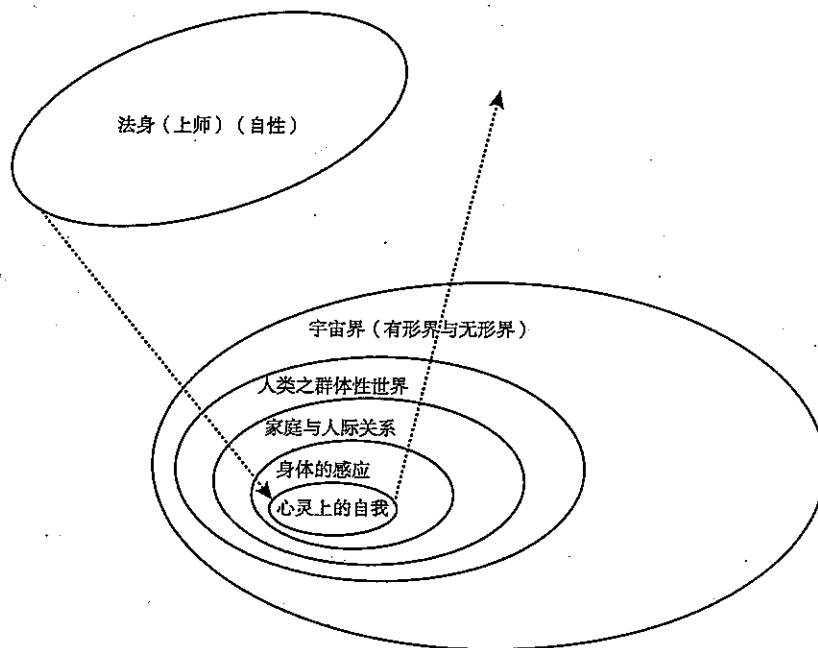 法身（上师）（自性）
宇宙界（有形界与无形界）
人类之群体性世界
家庭与人际关系
身体的感应
心灵上的自我